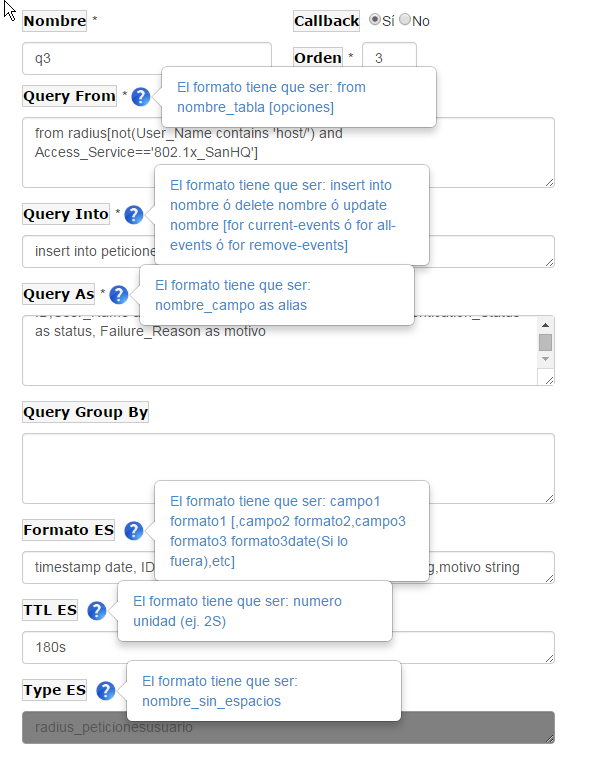 Nombre * Callback Sí No
q3 Orden * 3
Query From * ? El formato tiene que ser: from
nombre_tabla [opciones]
from radius[not(User_Name contains 'host/') and
Access_Service=='802.1x_SanHQ']
Query Into * ? El formato tiene que ser: insert into
nombre ó delete nombre ó update
nombre [for current-events ó for all-
events ó for remove-events]
insert into peticione
Query As * ? El formato tiene que ser:
nombre_campo as alias
as status, Failure_Reason as motivo
Query Group By
Formato ES ? El formato tiene que ser: campo1
formato1 [,campo2 formato2,campo3
formato3 formato3date(Si lo
fuera),etc]
timestamp date, ID g,motivo string
TTL ES ? El formato tiene que ser: numero
unidad (ej. 2S)
180s
Type ES ? El formato tiene que ser:
nombre_sin_espacios
radius_peticionesusuario